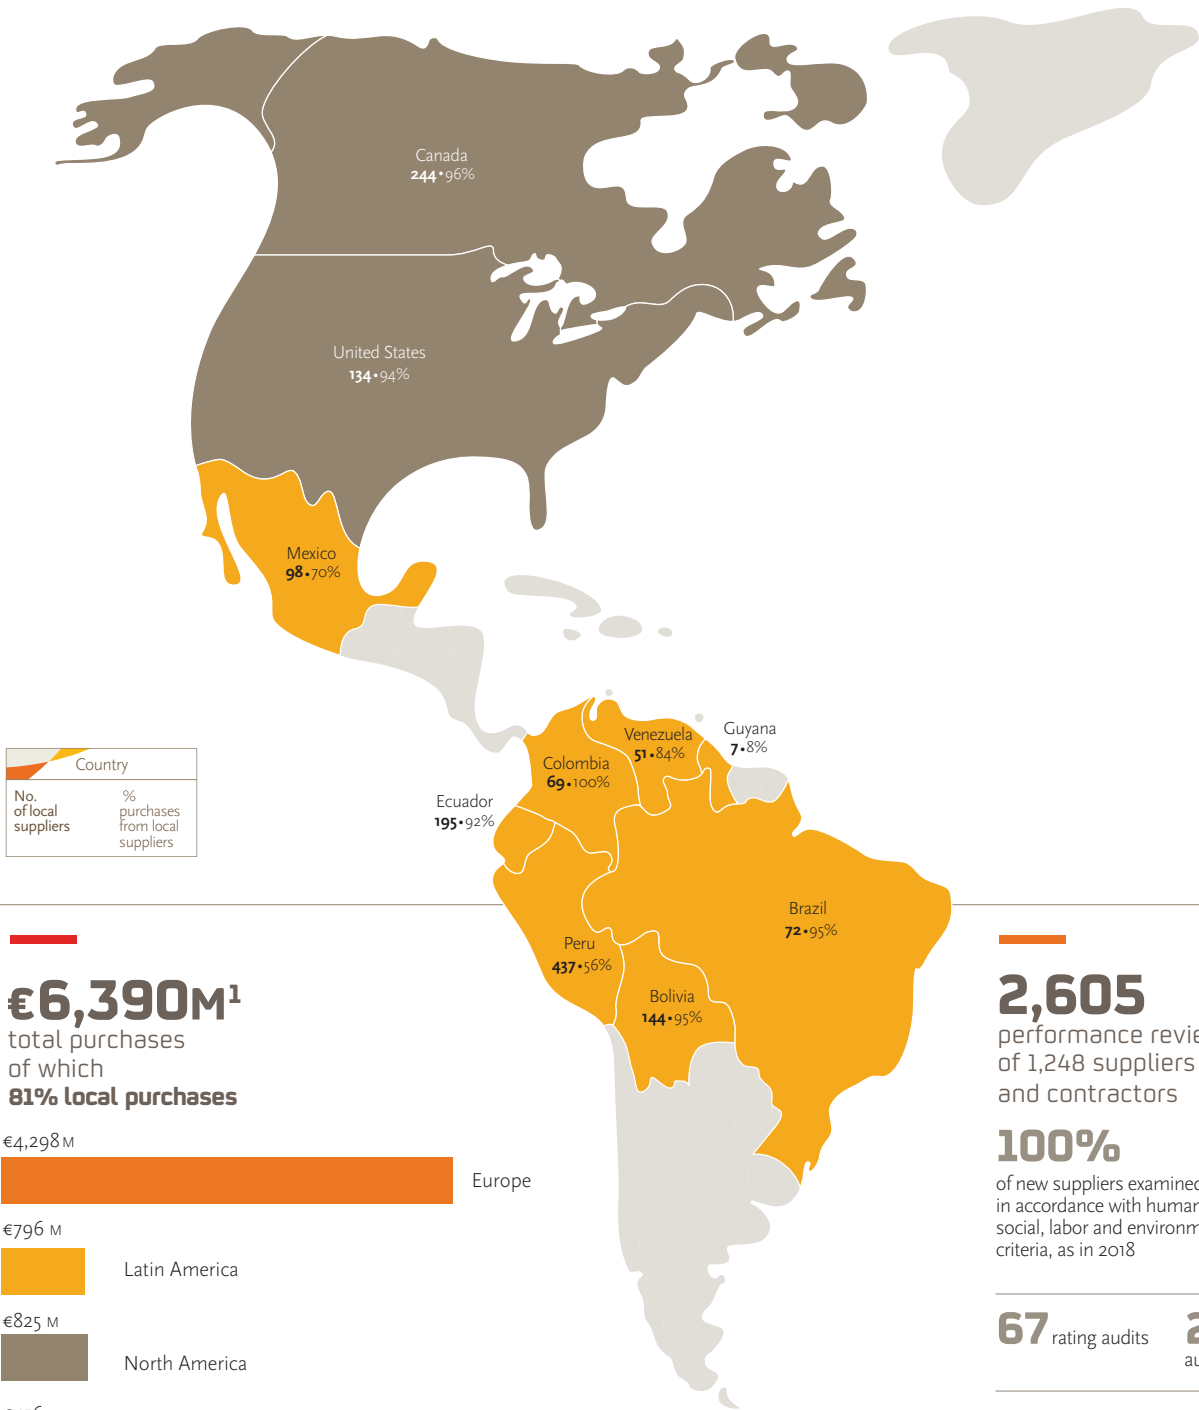 Canada
244•96%
United States
134•94%
Mexico
98•70%
Venezuela
51•84%
Guyana
7•8%
Colombia
69•100%
Ecuador
195•92%
Country
No.
of local
suppliers
%
purchases
from local
suppliers
Brazil
72•95%
Peru
437•56%
Bolivia
144•95%
€6,390M¹
total purchases
of which
81% local purchases
€4,298 M
Europe
€796 M
Latin America
€825 M
North America
2,605
performance
of 1,248 suppliers
and contractors
100%
of new suppliers examined
in accordance with human
social, labor and
criteria, as in 2018
67 rating audits